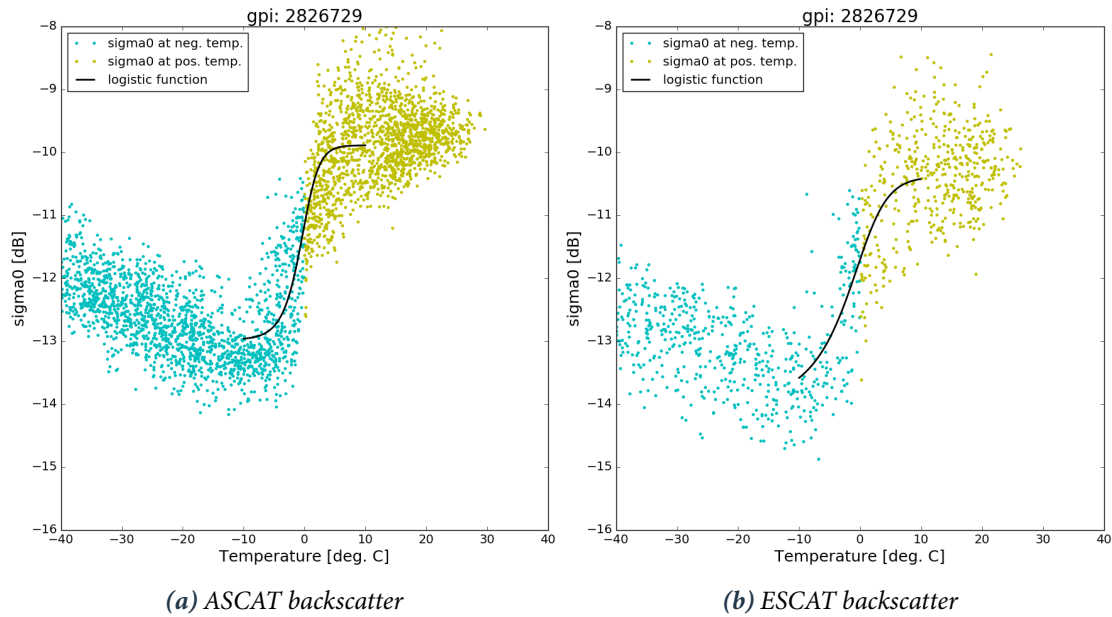 gpi: 2826729
sigma0 at neg. temp.
sigma0 at pos. temp.
logistic function
−8
−9
−10
−11
−12
−13
−14
−15
−16
sigma0 [dB]
−40 −30 −20 −10 0 10 20 30 40
Temperature [deg. C]
(a) ASCAT backscatter
gpi: 2826729
sigma0 at neg. temp.
sigma0 at pos. temp.
logistic function
−8
−9
−10
−11
−12
−13
−14
−15
−16
sigma0 [dB]
−40 −30 −20 −10 0 10 20 30 40
Temperature [deg. C]
(b) ESCAT backscatter